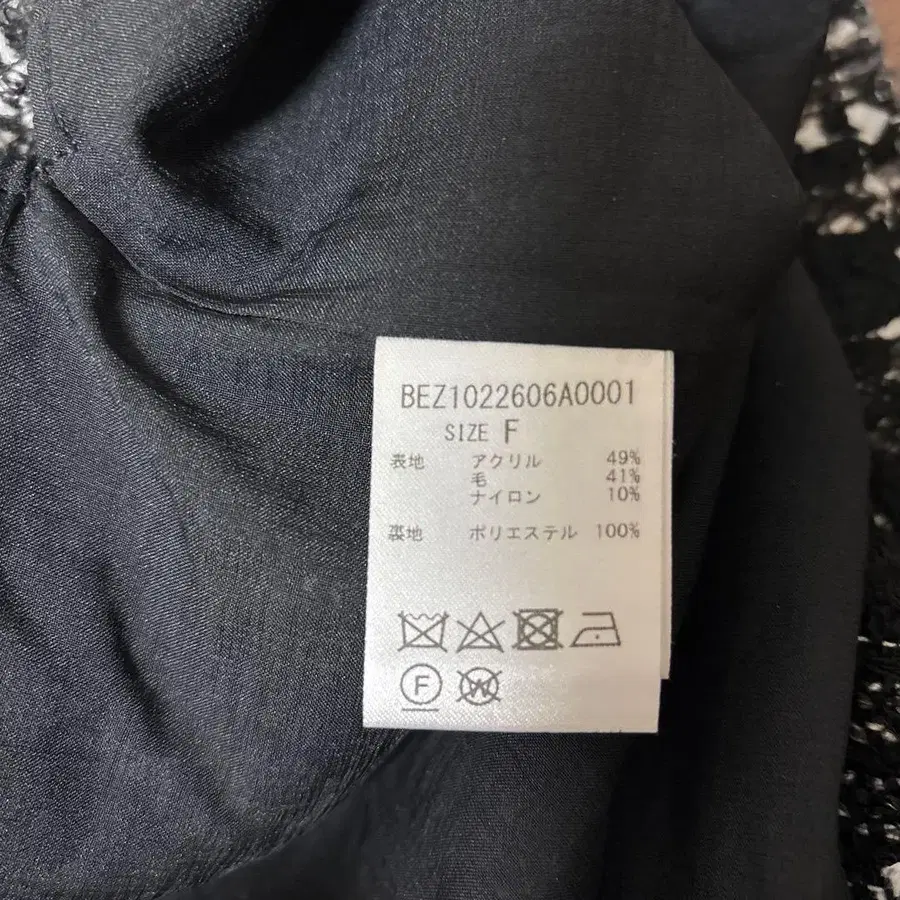 BEZ1022606A0001
SIZE F
表地 アクリル 49%
毛 41%
ナイロン 10%
裏地 ポリエステル 100%
F W